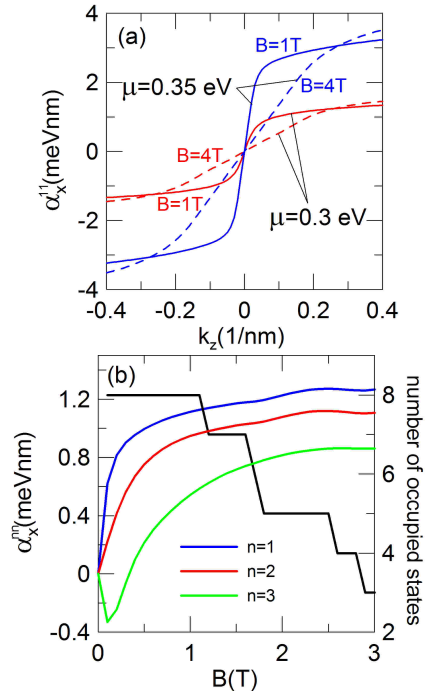 (a)
B=1T
μ=0.35 eV
B=4T
B=4T
B=1T
μ=0.3 eV
α_x^11(meVnm)
4
2
0
-2
-4
-0.4 -0.2 0 0.2 0.4
k_z(1/nm)
(b)
α_x^nn(meVnm)
1.2
0.8
0.4
0
-0.4
n=1
n=2
n=3
8
7
6
5
4
3
2
number of occupied states
0 1 2 3
B(T)